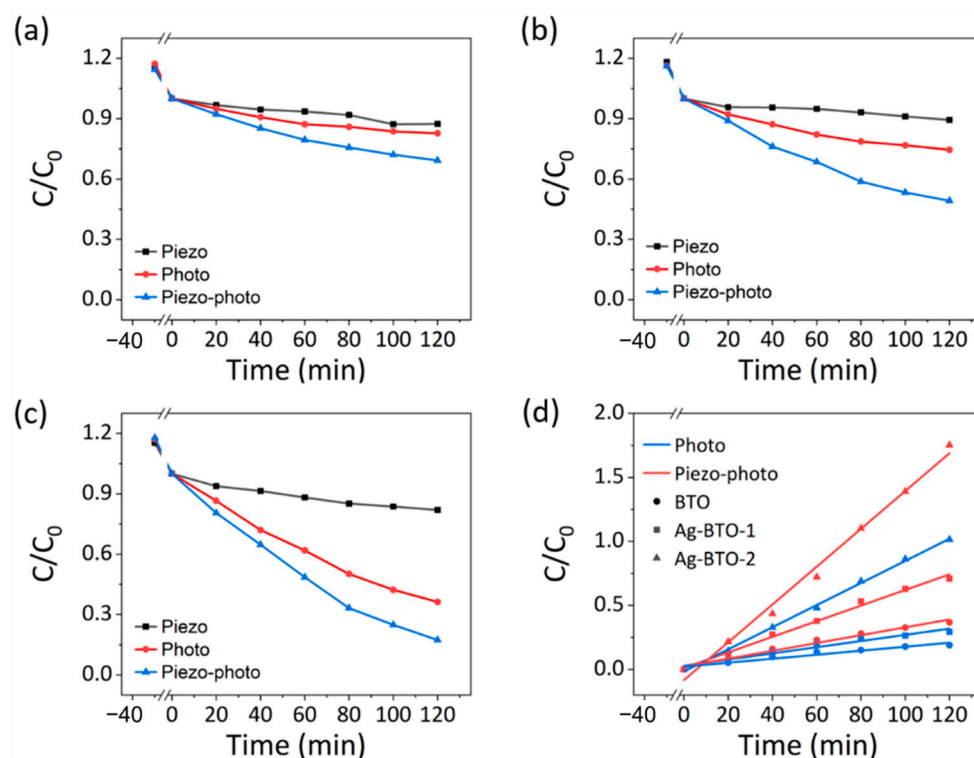 (a)
C/C₀
1.2
0.9
0.6
0.3
0.0
Piezo
Photo
Piezo-photo
−40 0 20 40 60 80 100 120
Time (min)
(b)
C/C₀
1.2
0.9
0.6
0.3
0.0
Piezo
Photo
Piezo-photo
−40 0 20 40 60 80 100 120
Time (min)
(c)
C/C₀
1.2
0.9
0.6
0.3
0.0
Piezo
Photo
Piezo-photo
−40 0 20 40 60 80 100 120
Time (min)
(d)
C/C₀
2.0
1.5
1.0
0.5
0.0
Photo
Piezo-photo
BTO
Ag-BTO-1
Ag-BTO-2
−40 0 20 40 60 80 100 120
Time (min)